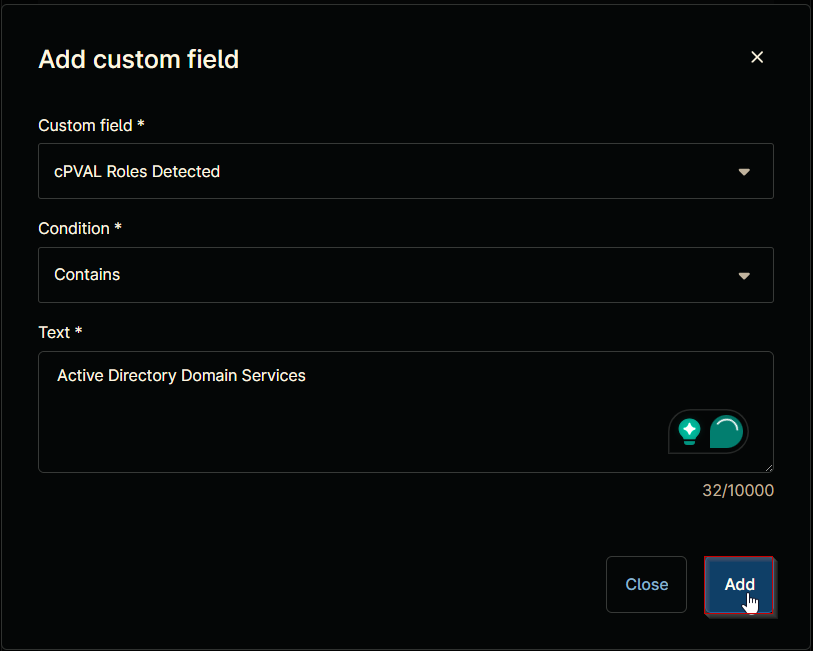 Add custom field
Custom field *
cPVAL Roles Detected
Condition *
Contains
Text *
Active Directory Domain Services
32/10000
Close
Add